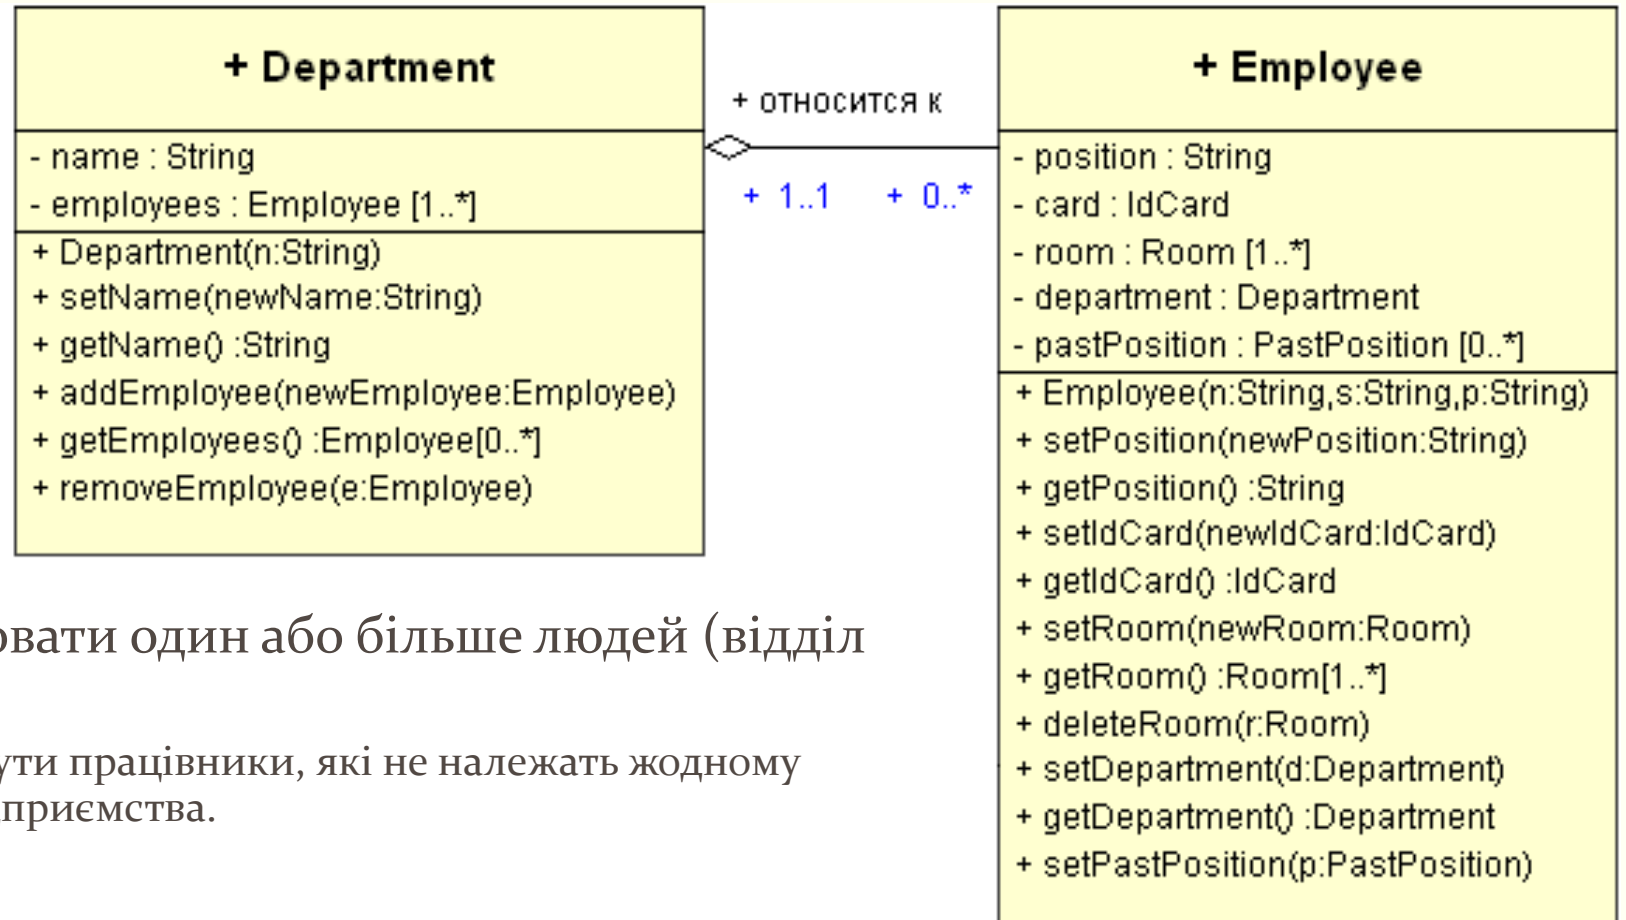 + Department
- name : String
- employees : Employee [1..*]
+ Department(n:String)
+ setName(newName:String)
+ getName() :String
+ addEmployee(newEmployee:Employee)
+ getEmployees() :Employee[0..*]
+ removeEmployee(e:Employee)
+ относится к
+ 1..1 + 0..*
+ Employee
- position : String
- card : IdCard
- room : Room [1..*]
- department : Department
- pastPosition : PastPosition [0..*]
+ Employee(n:String,s:String,p:String)
+ setPosition(newPosition:String)
+ getPosition() :String
+ setIdCard(newIdCard:IdCard)
+ getIdCard() :IdCard
+ setRoom(newRoom:Room)
+ getRoom() :Room[1..*]
+ deleteRoom(r:Room)
+ setDepartment(d:Department)
+ getDepartment() :Department
+ setPastPosition(p:PastPosition)
один або більше людей (відділ
працівники, які не належать жодному